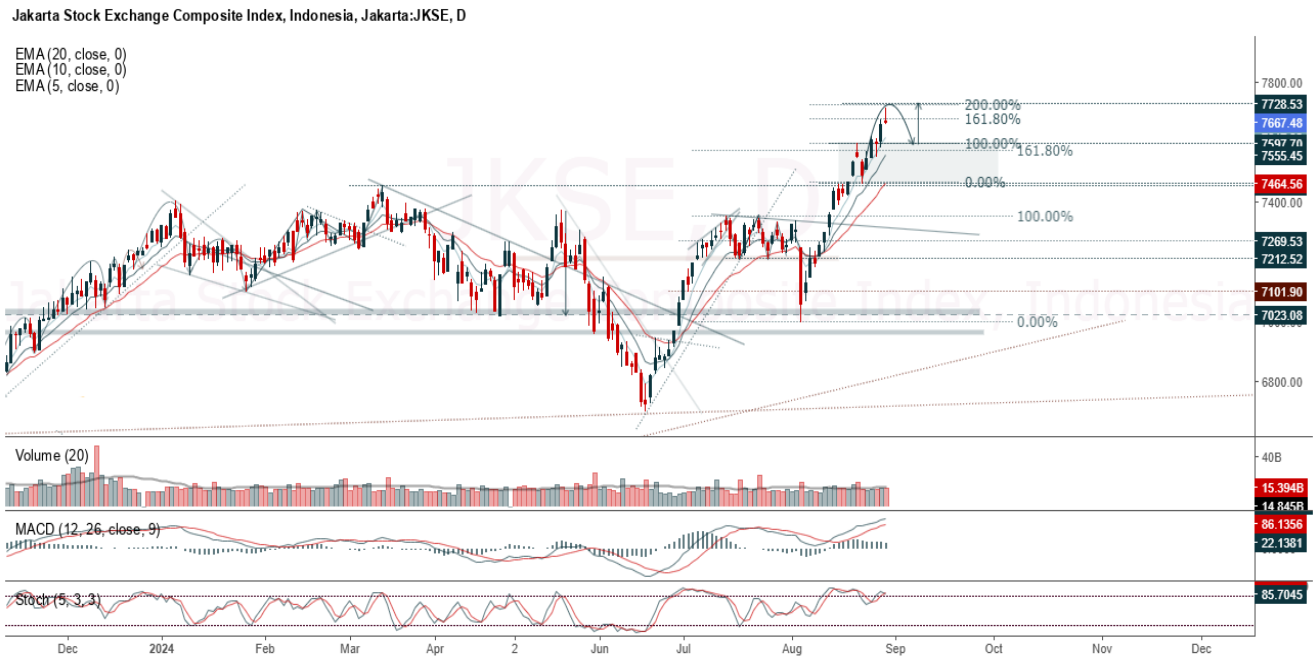 Jakarta Stock Exchange Composite Index, Indonesia, Jakarta:JKSE, D
EMA (20, close, 0)
EMA (10, close, 0)
EMA (5, close, 0)
JKSE, D
7800.00
7728.53
200.00%
161.80%
7667.48
100.00%
7597.70
161.80%
7555.45
0.00%
7464.56
7400.00
100.00%
7269.53
7212.52
7101.90
7023.08
0.00%
6800.00
Volume (20)
40B
15.394B
14.845B
MACD (12, 26, close, 9)
86.1356
22.1381
Stoch (5, 3, 3)
85.7045
Dec 2024 Feb Mar Apr 2 Jun Jul Aug Sep Oct Nov Dec